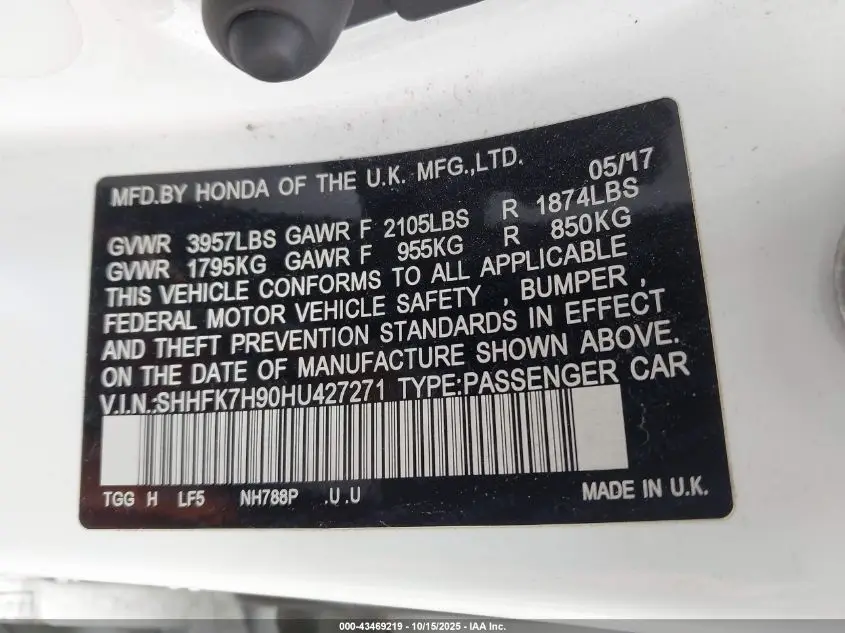 MFD.BY HONDA OF THE U.K. MFG.,LTD. 05/17
GVWR 3957LBS GAWR F 2105LBS R 1874LBS
GVWR 1795KG GAWR F 955KG R 850KG
THIS VEHICLE CONFORMS TO ALL APPLICABLE
FEDERAL MOTOR VEHICLE SAFETY , BUMPER ,
AND THEFT PREVENTION STANDARDS IN EFFECT
ON THE DATE OF MANUFACTURE SHOWN ABOVE.
V.I.N.:SHHFK7H90HU427271 TYPE:PASSENGER CAR
TGG H LF5 NH788P .U .U MADE IN U.K.
000-43469219 - 10/15/2025 - IAA Inc.